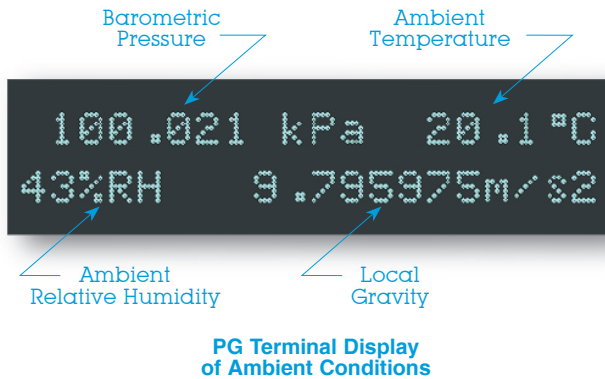 Barometric
Pressure
Ambient
Temperature
100.021 kPa 20.1°C
43%RH 9.795975m/s2
Ambient
Relative Humidity
Local
Gravity
PG Terminal Display
of Ambient Conditions